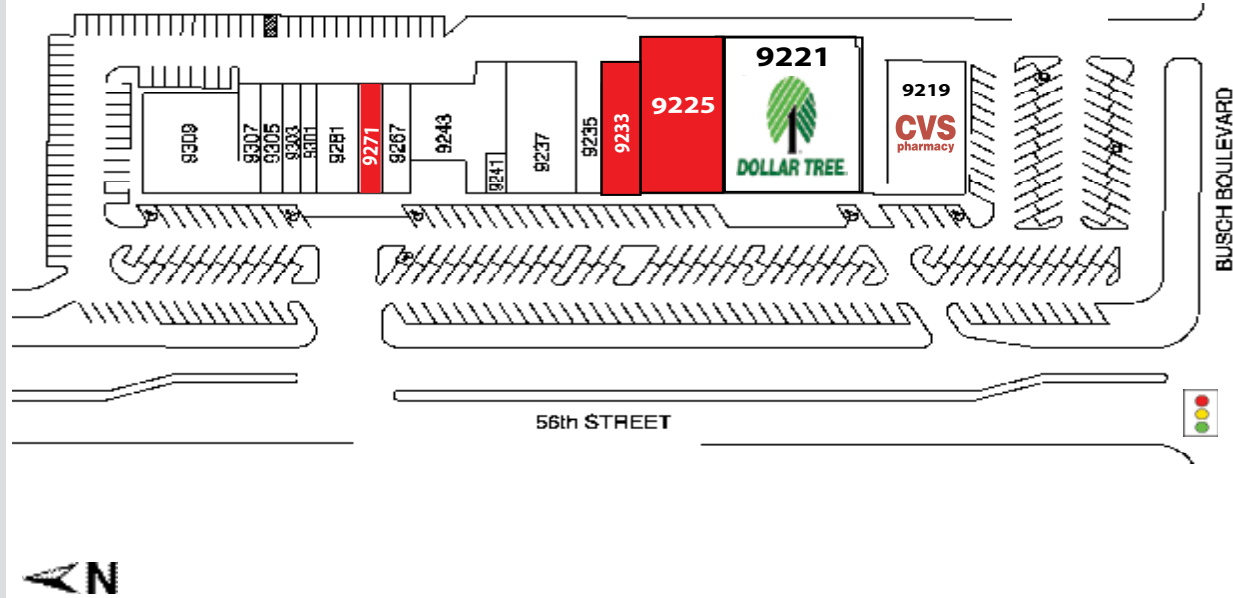 9309
9307
9305
9303
9301
9281
9271
9267
9243
9241
9237
9235
9233
9225
9221
DOLLAR TREE
9219
CVS
pharmacy
BUSCH BOULEVARD
56th STREET
N